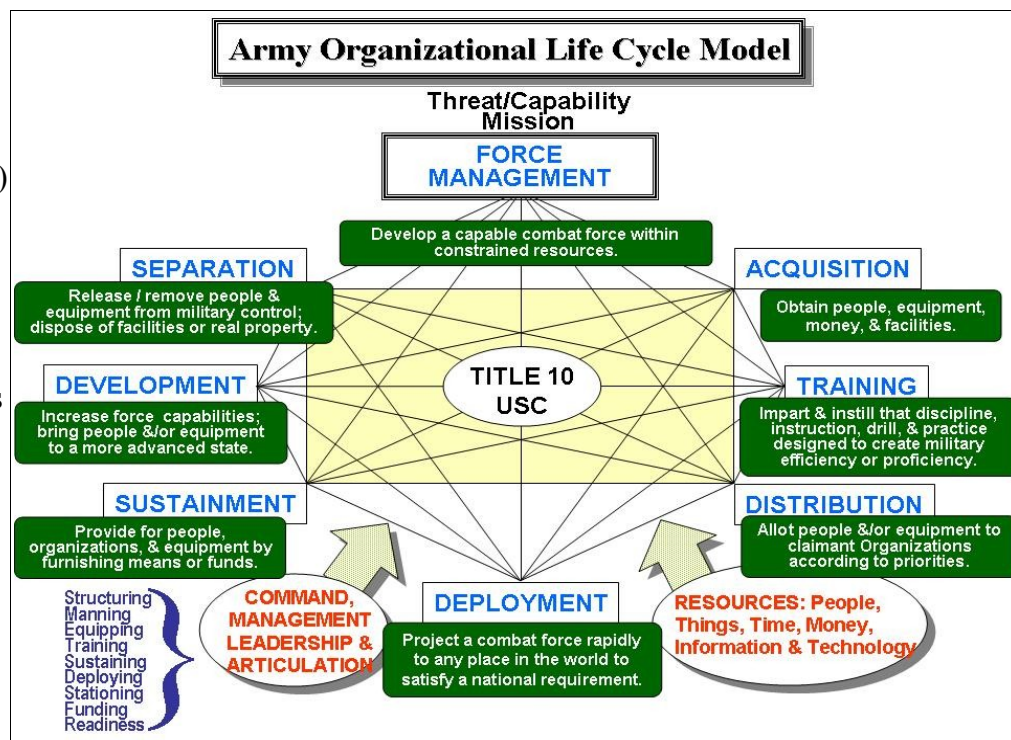 Army Organizational Life Cycle Model
Threat/Capability
Mission
FORCE
MANAGEMENT
Develop a capable combat force within
constrained resources.
)
SEPARATION
Release / remove people &
equipment from military control;
dispose of facilities or real property.
ACQUISITION
Obtain people, equipment,
money, & facilities.
TITLE 10
USC
s
DEVELOPMENT
Increase force capabilities;
bring people &/or equipment
to a more advanced state.
TRAINING
Impart & instill that discipline,
instruction, drill, & practice
designed to create military
efficiency or proficiency.
SUSTAINMENT
Provide for people,
organizations, & equipment by
furnishing means or funds.
DISTRIBUTION
Allot people &/or equipment to
claimant Organizations
according to priorities.
Structuring
Manning
Equipping
Training
Sustaining
Deploying
Stationing
Funding
Readiness
COMMAND,
MANAGEMENT
LEADERSHIP &
ARTICULATION
DEPLOYMENT
Project a combat force rapidly
to any place in the world to
satisfy a national requirement.
RESOURCES: People,
Things, Time, Money,
Information & Technology